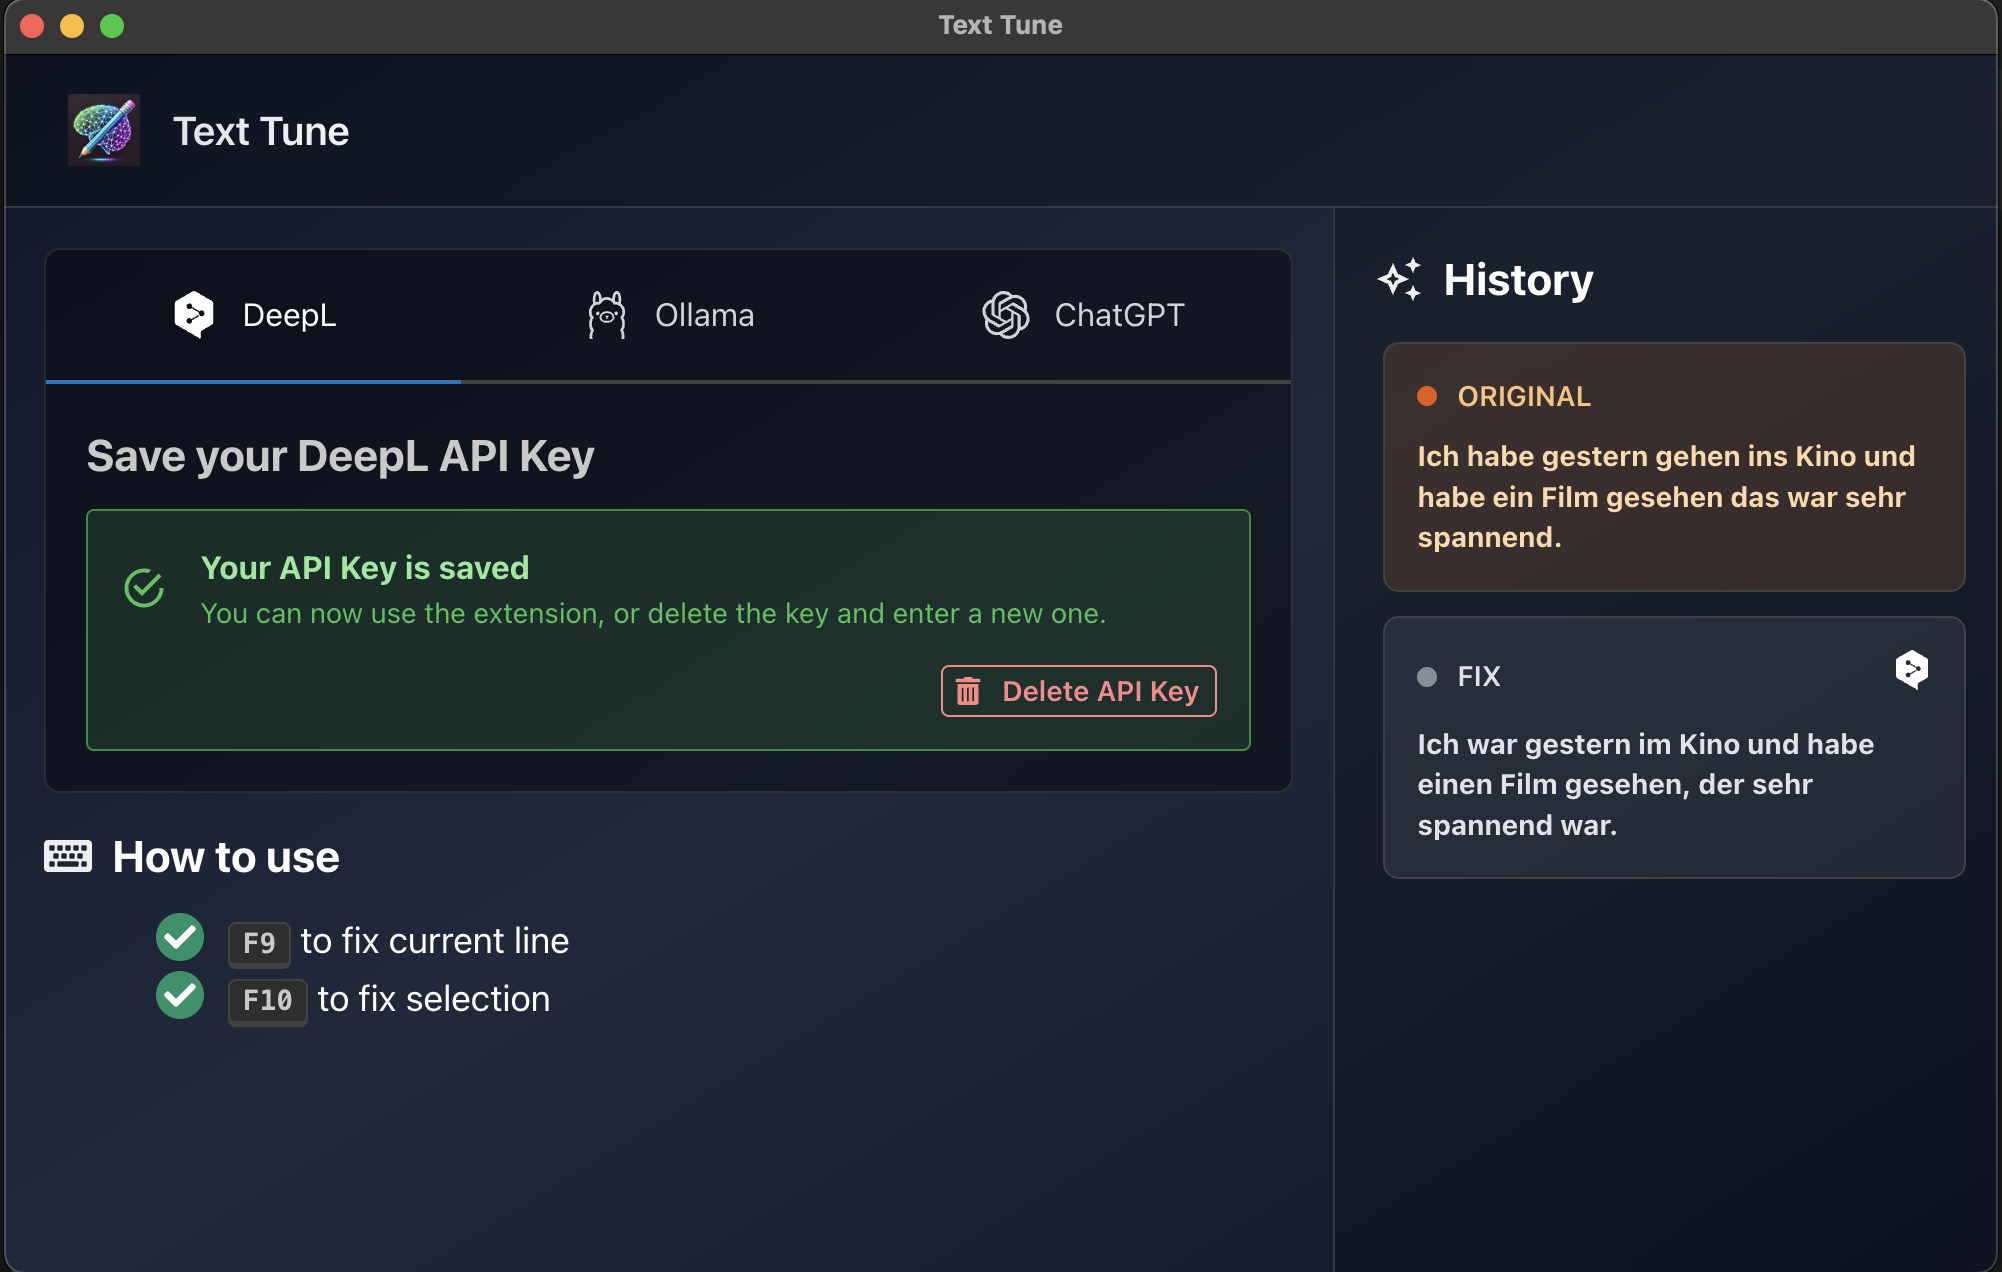 Text Tune
Text Tune
DeepL
Ollama
ChatGPT
Save your DeepL API Key
Your API Key is saved
You can now use the extension, or delete the key and enter a new one.
Delete API Key
How to use
F9 to fix current line
F10 to fix selection
History
ORIGINAL
Ich habe gestern gehen ins Kino und
habe ein Film gesehen das war sehr
spannend.
FIX
Ich war gestern im Kino und habe
einen Film gesehen, der sehr
spannend war.